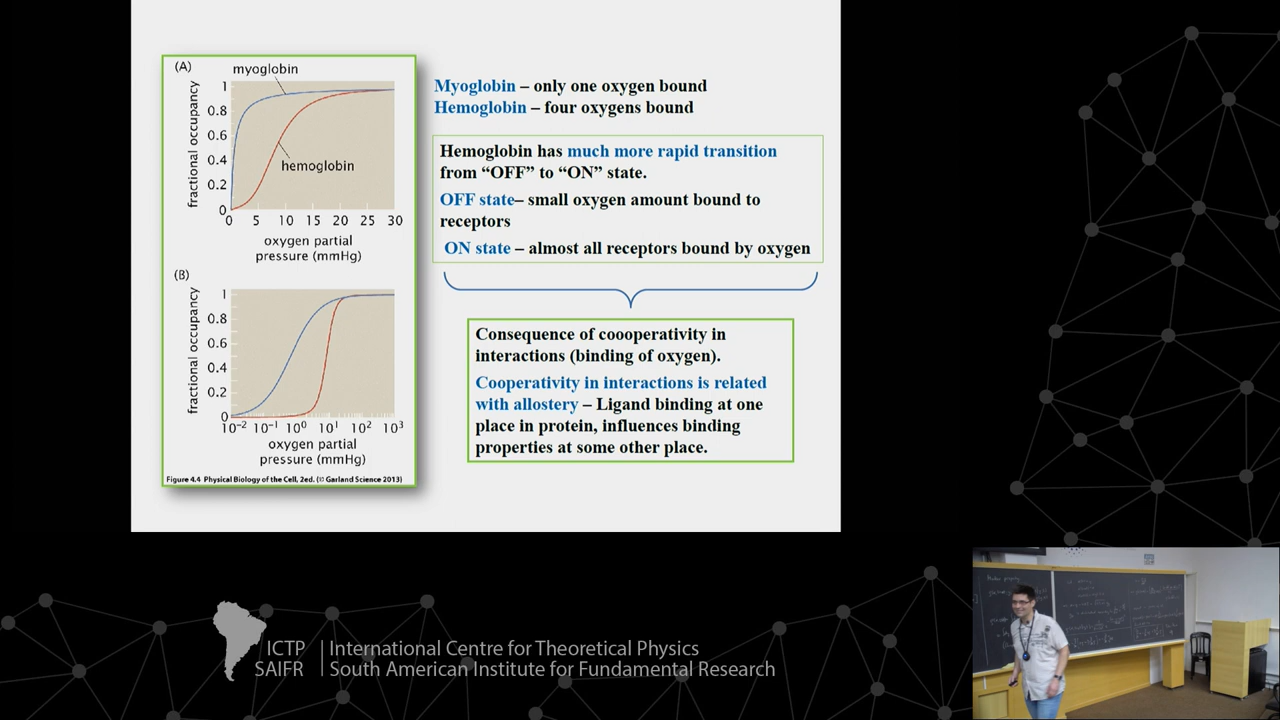 (A)
myoglobin
hemoglobin
fractional occupancy
1
0.8
0.6
0.4
0.2
0
0 5 10 15 20 25 30
oxygen partial
pressure (mmHg)
(B)
fractional occupancy
1
0.8
0.6
0.4
0.2
0
10⁻² 10⁻¹ 10⁰ 10¹ 10² 10³
oxygen partial
pressure (mmHg)
Figure 4.4 Physical Biology of the Cell, 2ed. (© Garland Science 2013)
Myoglobin – only one oxygen bound
Hemoglobin – four oxygens bound
Hemoglobin has much more rapid transition
from “OFF” to “ON” state.
OFF state– small oxygen amount bound to
receptors
ON state – almost all receptors bound by oxygen
Consequence of coooperativity in
interactions (binding of oxygen).
Cooperativity in interactions is related
with allostery – Ligand binding at one
place in protein, influences binding
properties at some other place.
ICTP
SAIFR
International Centre for Theoretical Physics
South American Institute for Fundamental Research